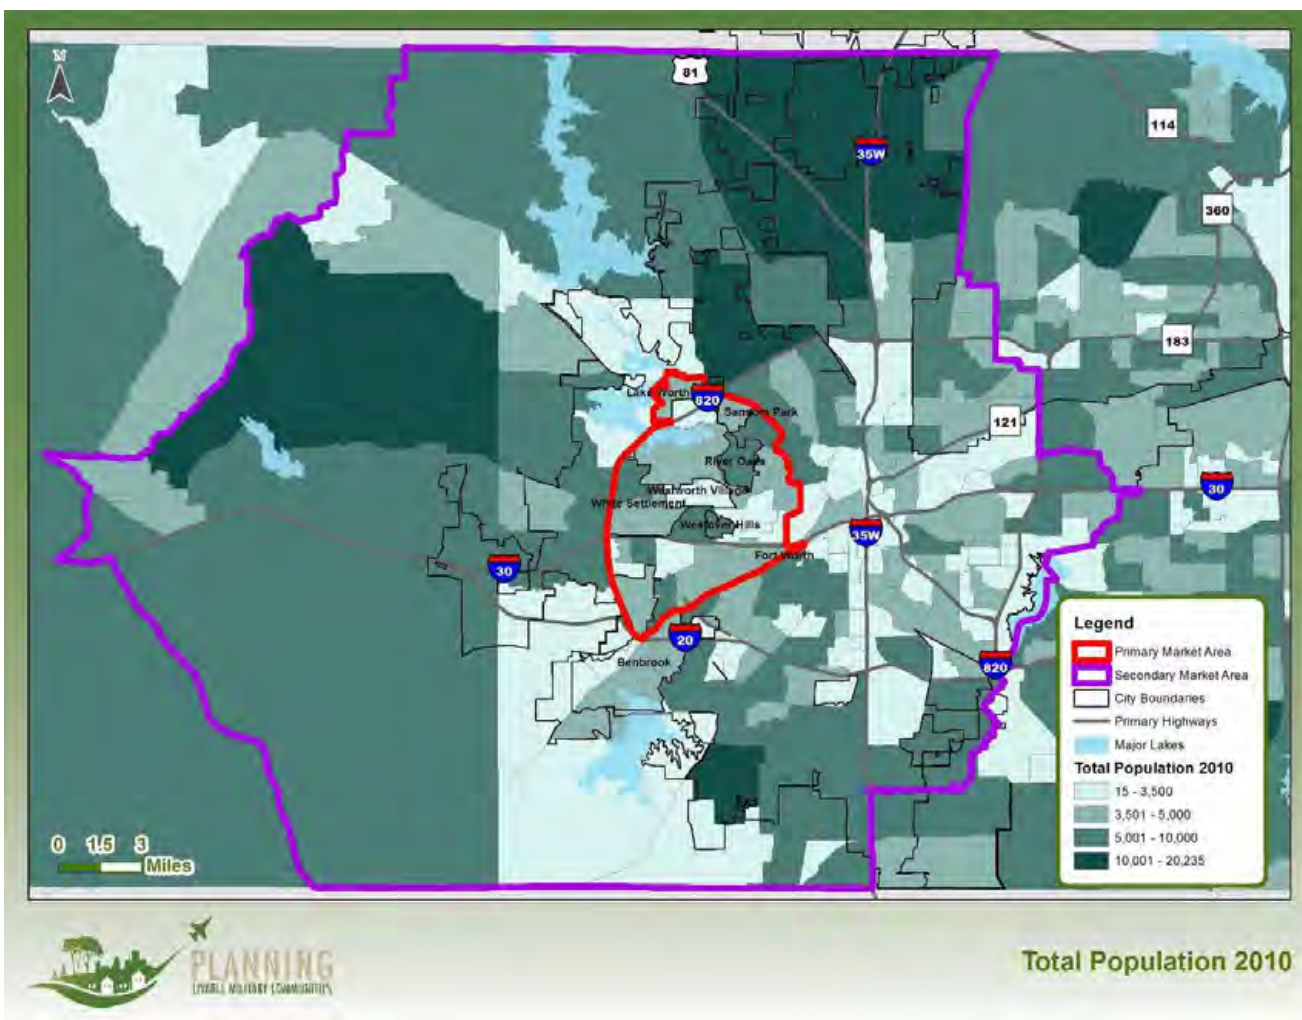 N
81
35W
114
360
183
Lake Worth
820
Sansom Park
121
River Oaks
Westworth Village
White Settlement
Westover Hills
30
Fort Worth
35W
30
20
Benbrook
820
0 1.5 3
Miles
Legend
Primary Market Area
Secondary Market Area
City Boundaries
Primary Highways
Major Lakes
Total Population 2010
15 - 3,500
3,501 - 5,000
5,001 - 10,000
10,001 - 20,235
PLANNING
LIVABLE MILITARY COMMUNITIES
Total Population 2010